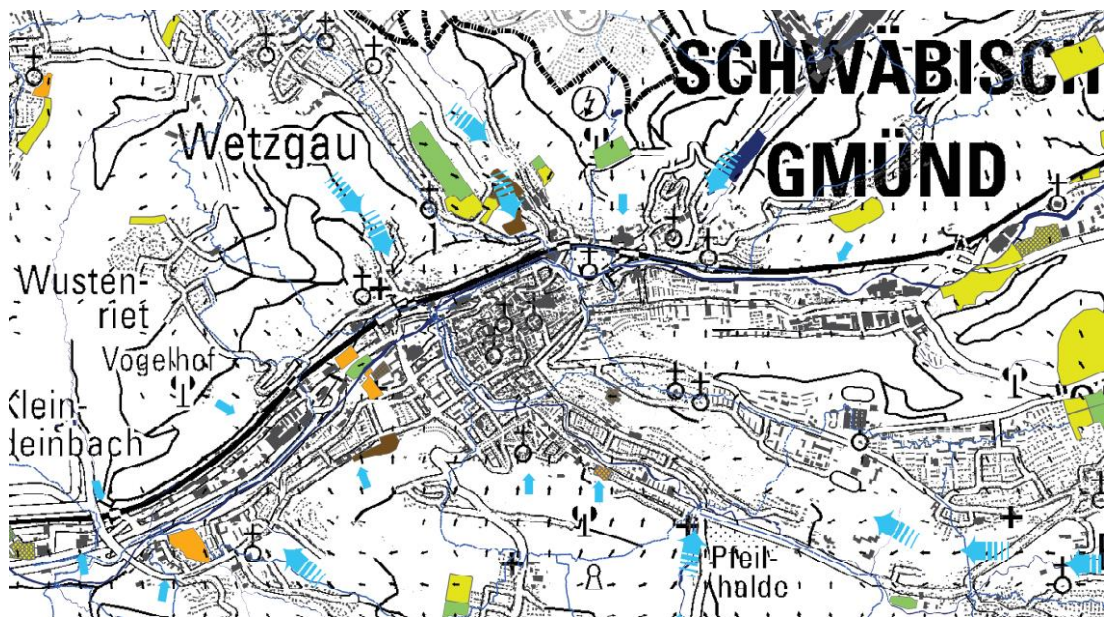 SCHWÄBISCH
GMÜND
Wetzgau
Wusten-
riet
Vogelhof
Klein-
deinbach
Pfeil-
halde